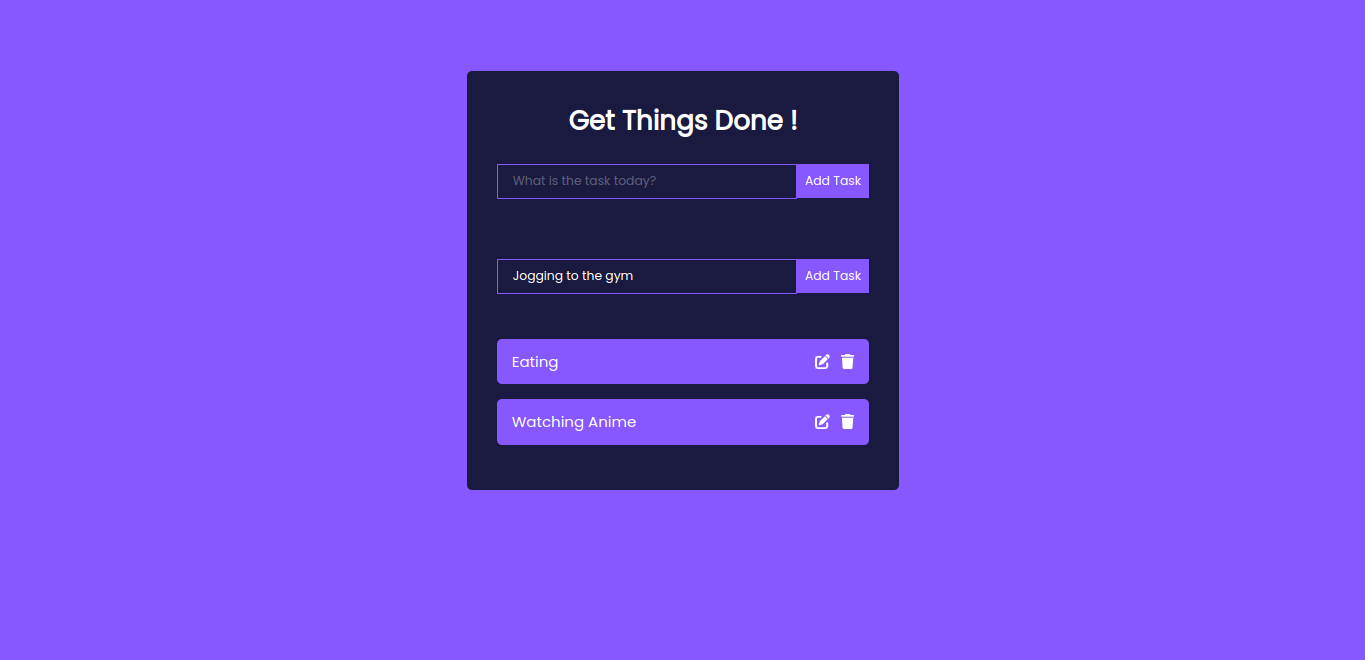 Get Things Done !
What is the task today? Add Task
Jogging to the gym Add Task
Eating
Watching Anime